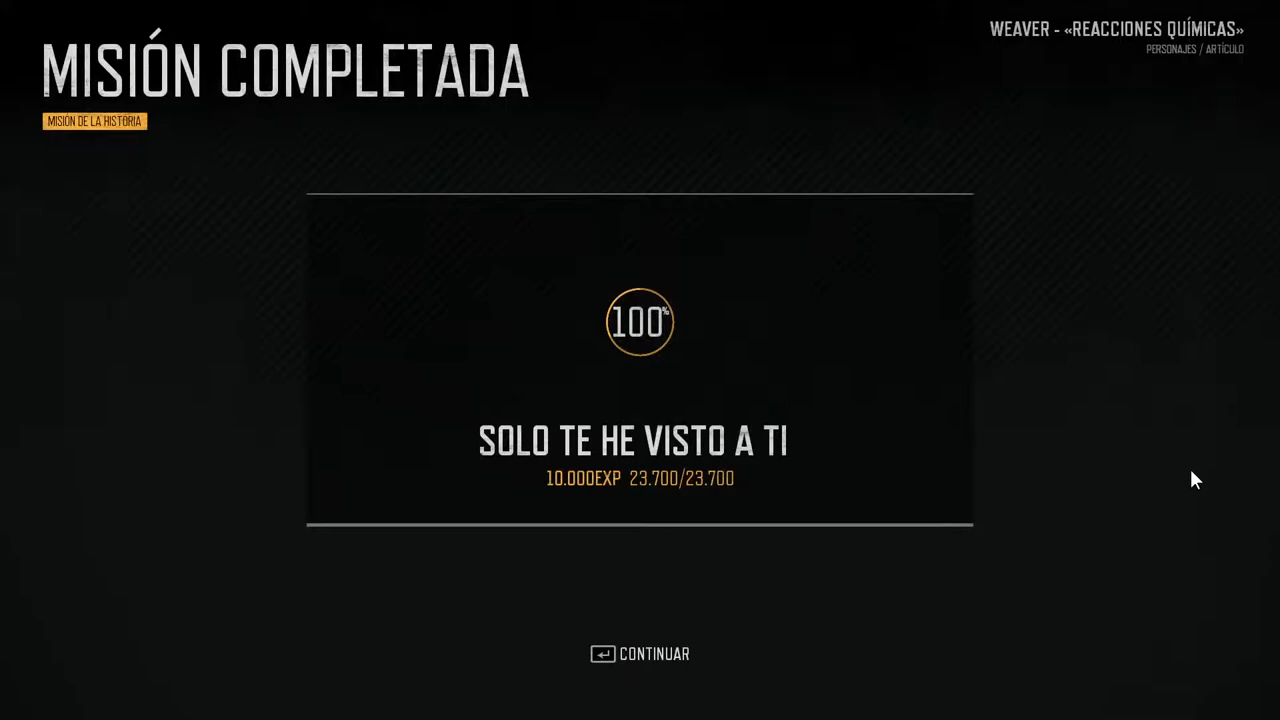 MISIÓN COMPLETADA
MISIÓN DE LA HISTORIA
WEAVER - «REACCIONES QUÍMICAS»
PERSONAJES / ARTÍCULO
100%
SOLO TE HE VISTO A TI
10.000EXP 23.700/23.700
CONTINUAR